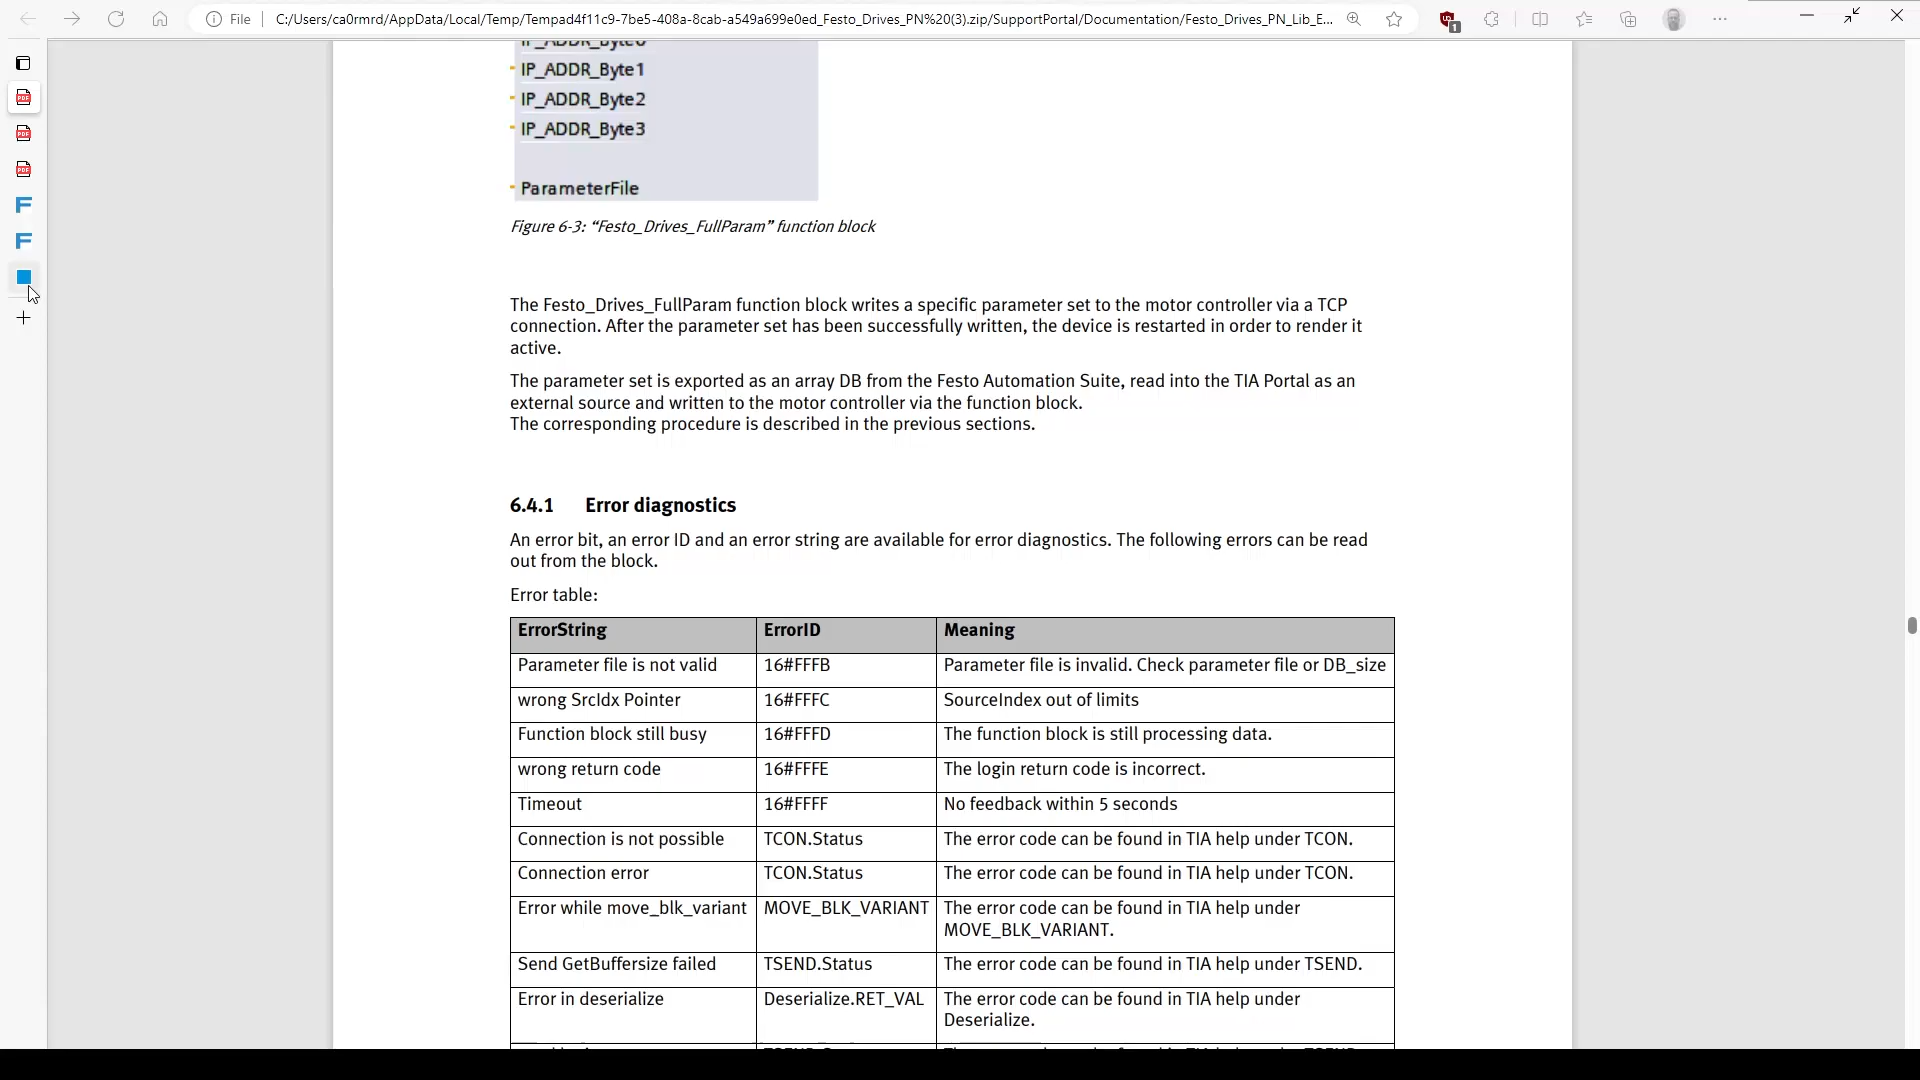 File
C:/Users/ca0rmrd/AppData/Local/Temp/Tempad4f11c9-7be5-408a-8cab-a549a699e0ed_Festo_Drives_PN%20(3).zip/SupportPortal/Documentation/Festo_Drives_PN_Lib_E...
1
IP_ADDR_Byte0
IP_ADDR_Byte1
IP_ADDR_Byte2
IP_ADDR_Byte3
ParameterFile
Figure 6-3: “Festo_Drives_FullParam” function block
The Festo_Drives_FullParam function block writes a specific parameter set to the motor controller via a TCP
connection. After the parameter set has been successfully written, the device is restarted in order to render it
active.
The parameter set is exported as an array DB from the Festo Automation Suite, read into the TIA Portal as an
external source and written to the motor controller via the function block.
The corresponding procedure is described in the previous sections.
6.4.1 Error diagnostics
An error bit, an error ID and an error string are available for error diagnostics. The following errors can be read
out from the block.
Error table:
ErrorString ErrorID Meaning
Parameter file is not valid 16#FFFB Parameter file is invalid. Check parameter file or DB_size
wrong SrcIdx Pointer 16#FFFC SourceIndex out of limits
Function block still busy 16#FFFD The function block is still processing data.
wrong return code 16#FFFE The login return code is incorrect.
Timeout 16#FFFF No feedback within 5 seconds
Connection is not possible TCON.Status The error code can be found in TIA help under TCON.
Connection error TCON.Status The error code can be found in TIA help under TCON.
Error while move_blk_variant MOVE_BLK_VARIANT The error code can be found in TIA help under
MOVE_BLK_VARIANT.
Send GetBuffersize failed TSEND.Status The error code can be found in TIA help under TSEND.
Error in deserialize Deserialize.RET_VAL The error code can be found in TIA help under
Deserialize.